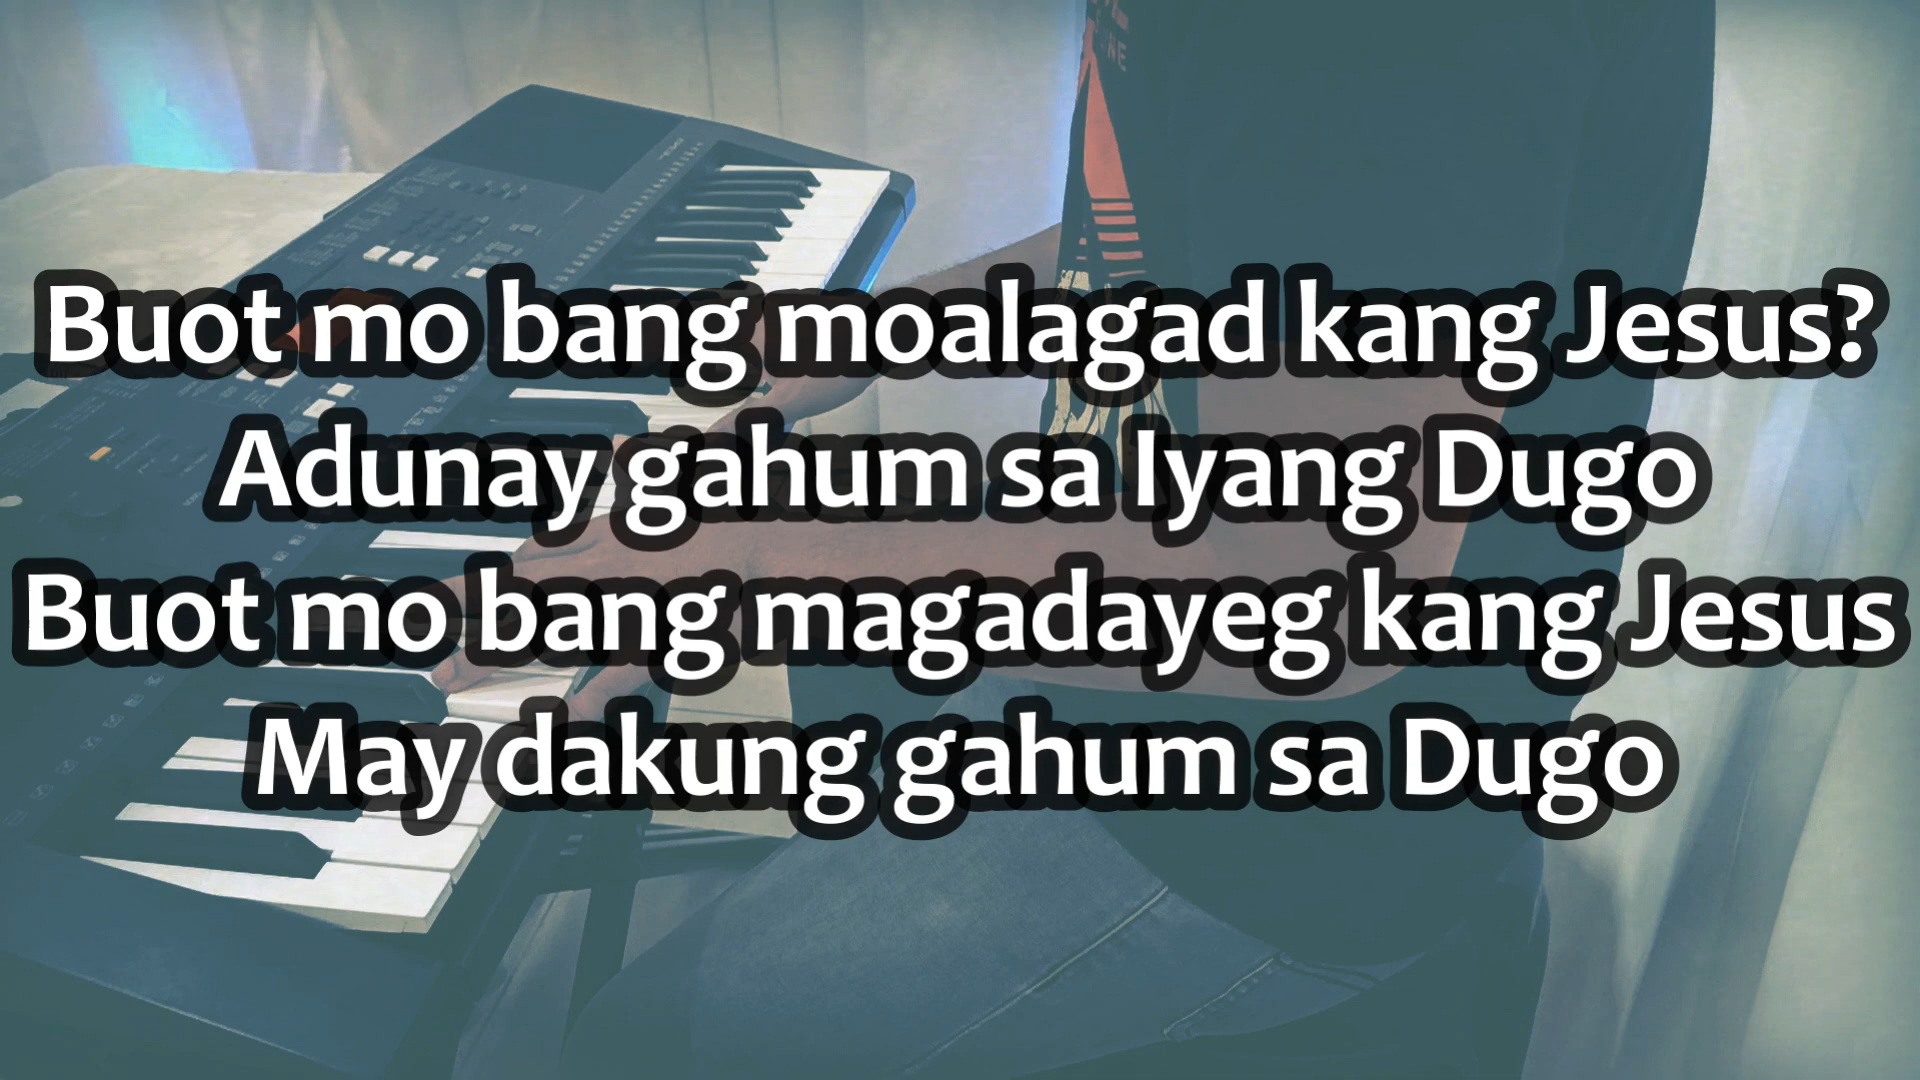 Buot mo bang moalagad kang Jesus?
Adunay gahum sa Iyang Dugo
Buot mo bang magadayeg kang Jesus
May dakung gahum sa Dugo